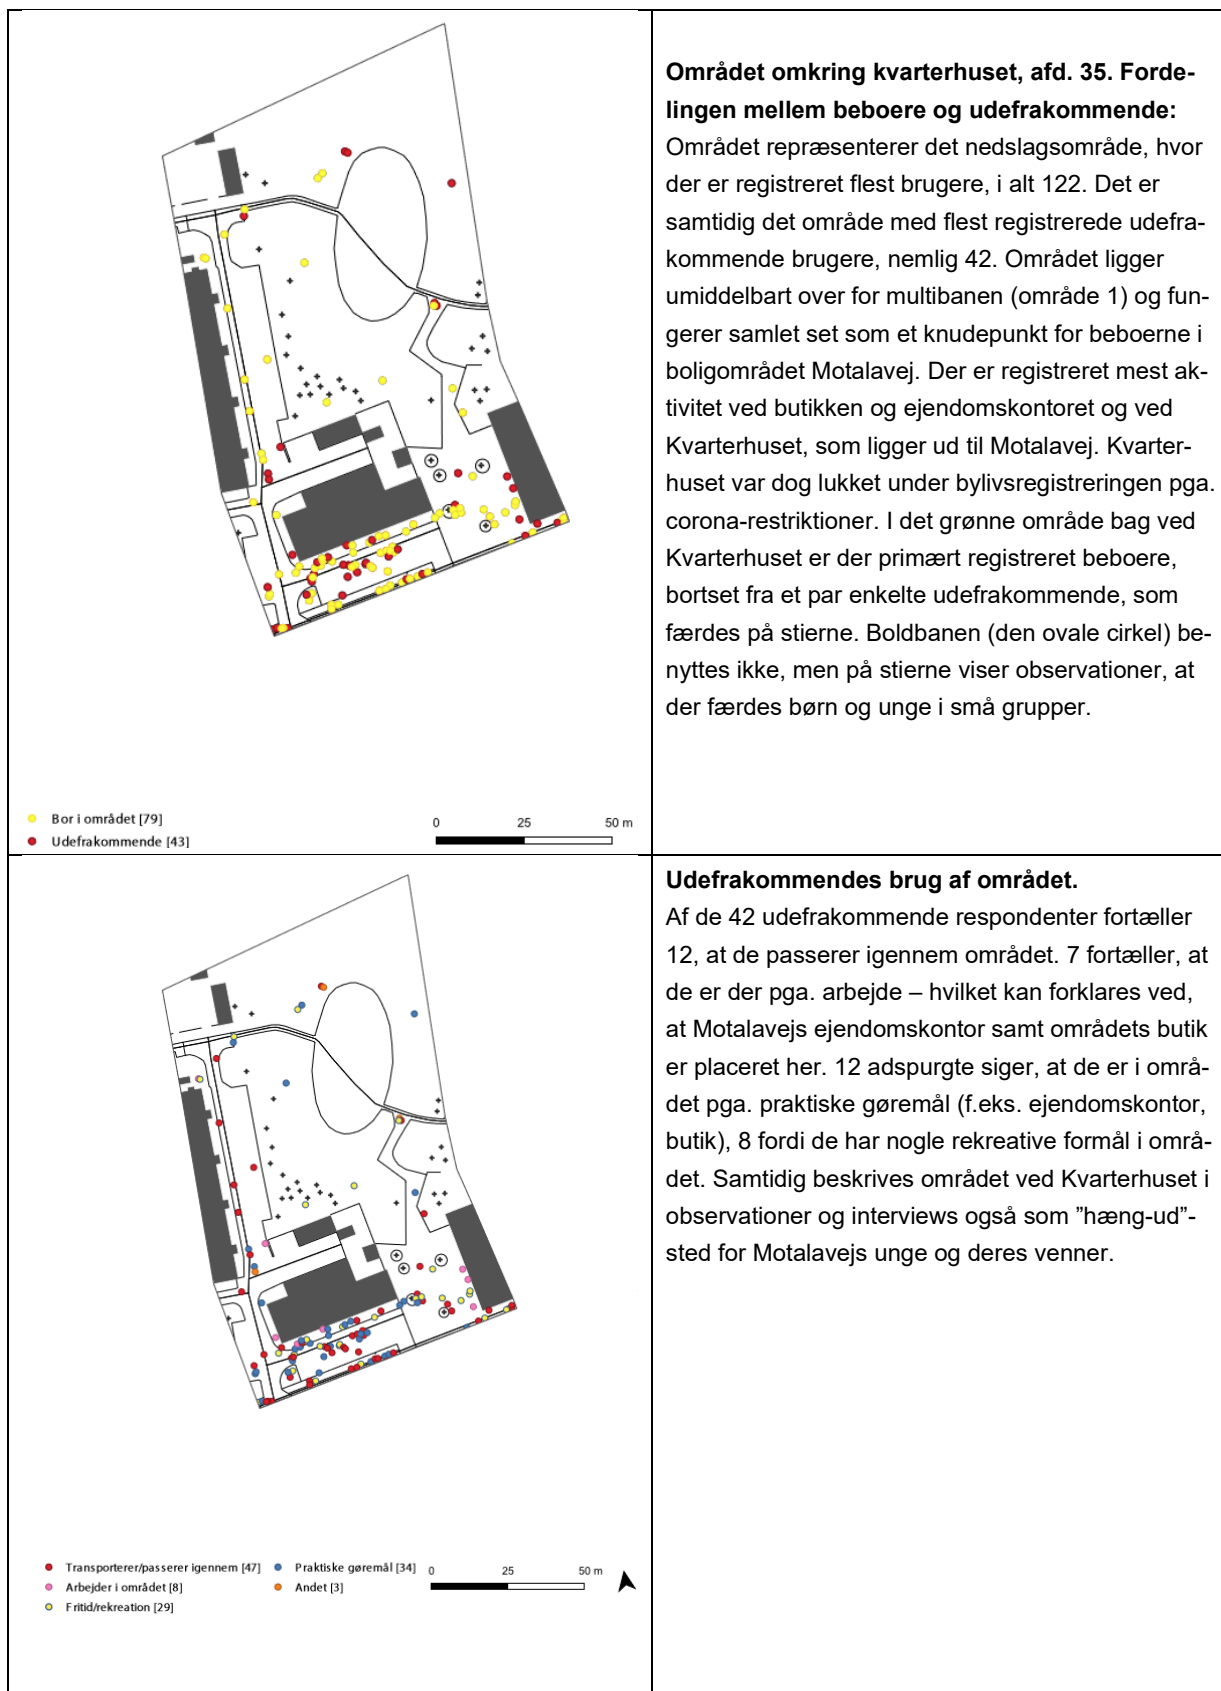 Området omkring kvarterhuset, afd. 35. Forde-
lingen mellem beboere og udefrakommende:
Området repræsenterer det nedslagsområde, hvor
der er registreret flest brugere, i alt 122. Det er
samtidig det område med flest registrerede udefra-
kommende brugere, nemlig 42. Området ligger
umiddelbart over for multibanen (område 1) og fun-
gerer samlet set som et knudepunkt for beboerne i
boligområdet Motalavej. Der er registreret mest ak-
tivitet ved butikken og ejendomskontoret og ved
Kvarterhuset, som ligger ud til Motalavej. Kvarter-
huset var dog lukket under bylivsregistreringen pga.
corona-restriktioner. I det grønne område bag ved
Kvarterhuset er der primært registreret beboere,
bortset fra et par enkelte udefrakommende, som
færdes på stierne. Boldbanen (den ovale cirkel) be-
nyttes ikke, men på stierne viser observationer, at
der færdes børn og unge i små grupper.
Bor i området [79]
Udefrakommende [43]
0 25 50 m
Udefrakommendes brug af området.
Af de 42 udefrakommende respondenter fortæller
12, at de passerer igennem området. 7 fortæller, at
de er der pga. arbejde – hvilket kan forklares ved,
at Motalavejs ejendomskontor samt områdets butik
er placeret her. 12 adspurgte siger, at de er i områ-
det pga. praktiske gøremål (f.eks. ejendomskontor,
butik), 8 fordi de har nogle rekreative formål i områ-
det. Samtidig beskrives området ved Kvarterhuset i
observationer og interviews også som ”hæng-ud”-
sted for Motalavejs unge og deres venner.
Transporterer/passerer igennem [47]
Arbejder i området [8]
Fritid/rekreation [29]
Praktiske gøremål [34]
Andet [3]
0 25 50 m